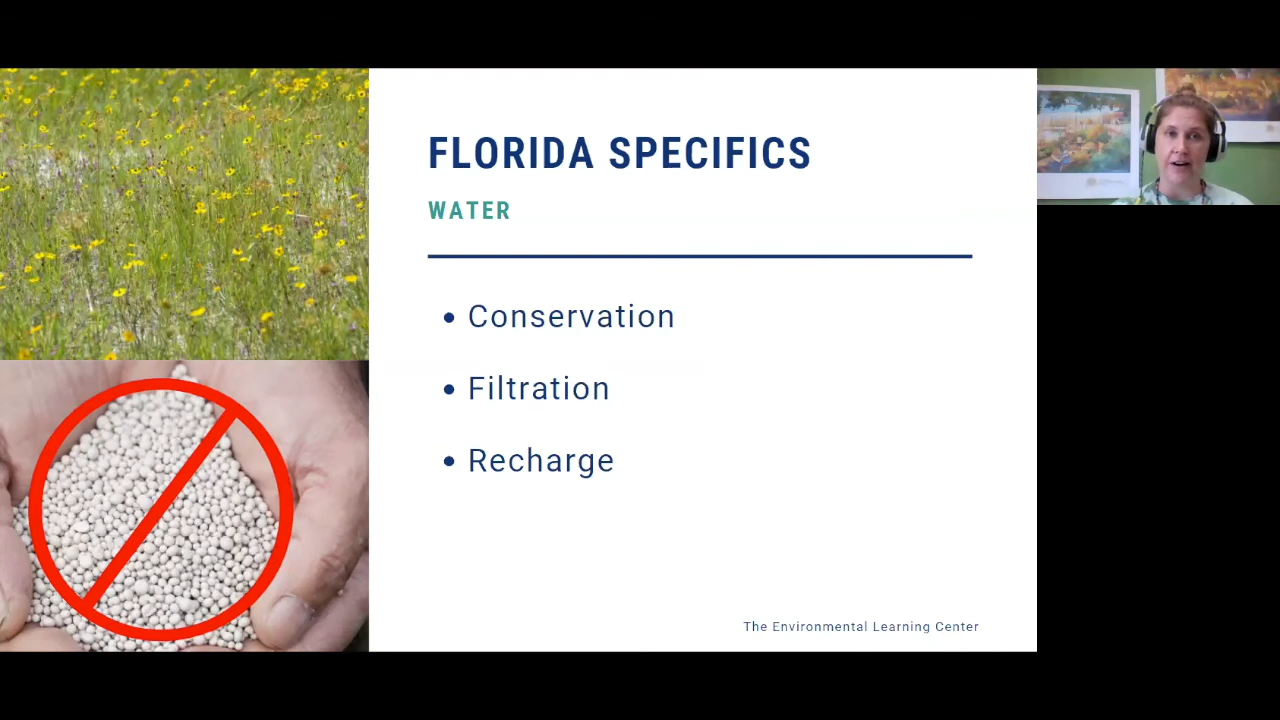 FLORIDA SPECIFICS
WATER
• Conservation
• Filtration
• Recharge
The Environmental Learning Center